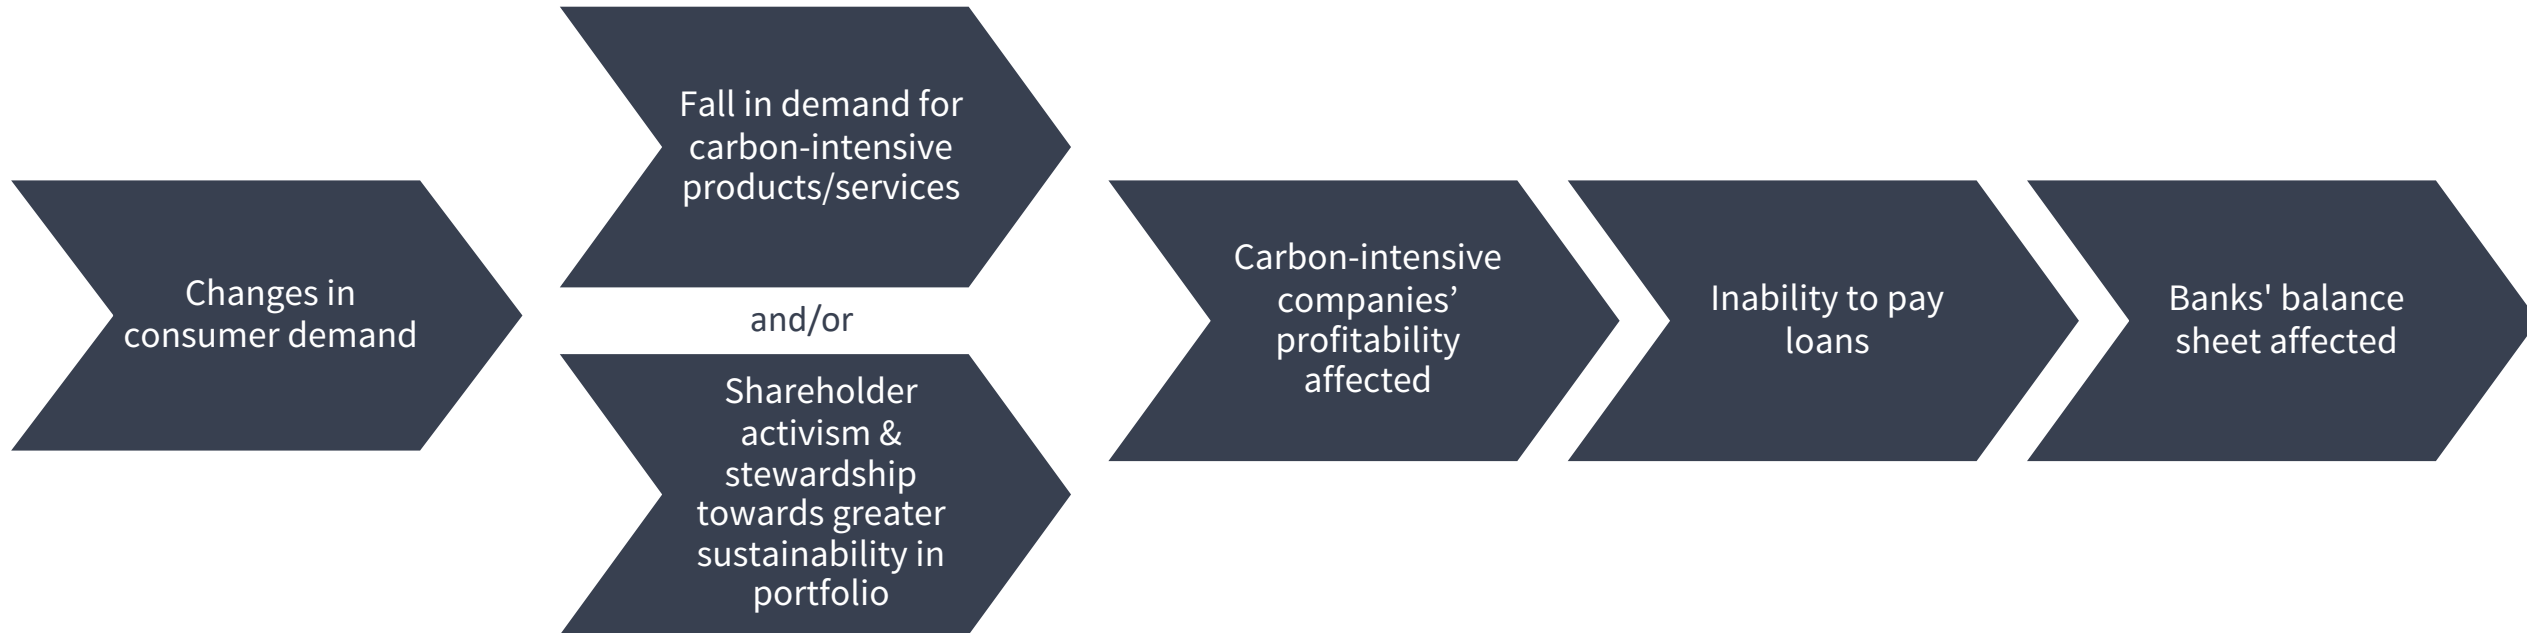 Changes in
consumer demand
Fall in demand for
carbon-intensive
products/services
and/or
Shareholder
activism &
stewardship
towards greater
sustainability in
portfolio
Carbon-intensive
companies’
profitability
affected
Inability to pay
loans
Banks' balance
sheet affected